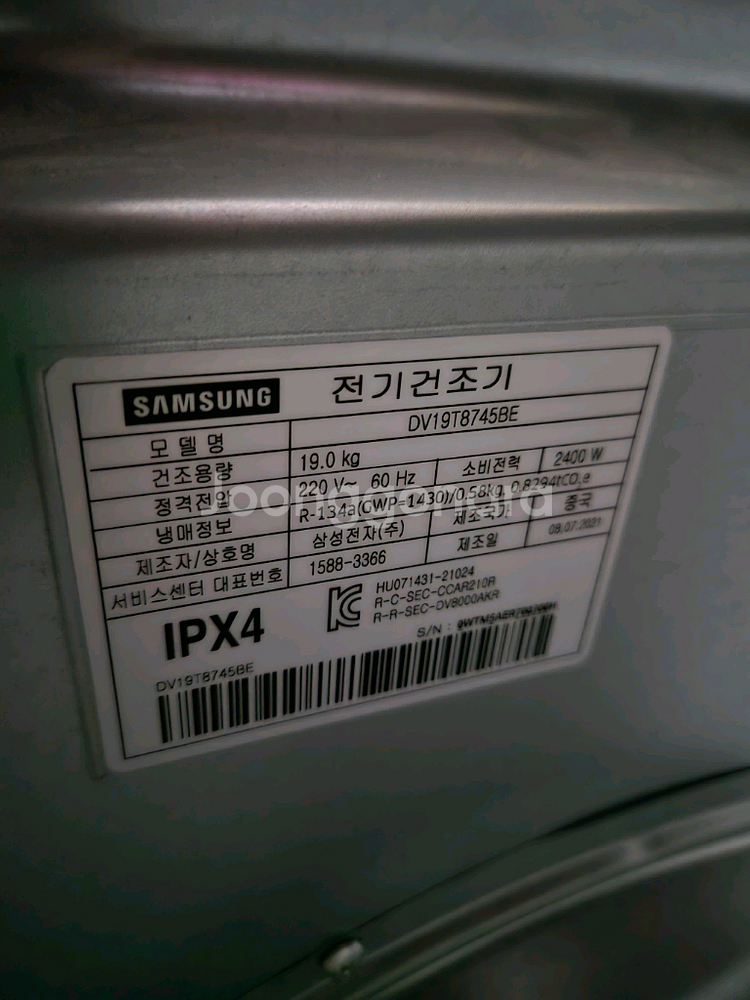 SAMSUNG 전기건조기
모 델 명 DV19T8745BE
건조용량 19.0 kg 소비전력 2400 W
정격전압 220 V~ 60 Hz
냉매정보 R-134a(GWP-1430)/0.58kg, 0.8294tCO₂e
제조자/상호명 삼성전자(주) 제조국가 중국
서비스센터 대표번호 1588-3366 제조일 08.07.2021
IPX4
HU071431-21024
R-C-SEC-CCAR210R
R-R-SEC-DV8000AKR
S/N :
DV19T8745BE
Joonggonara